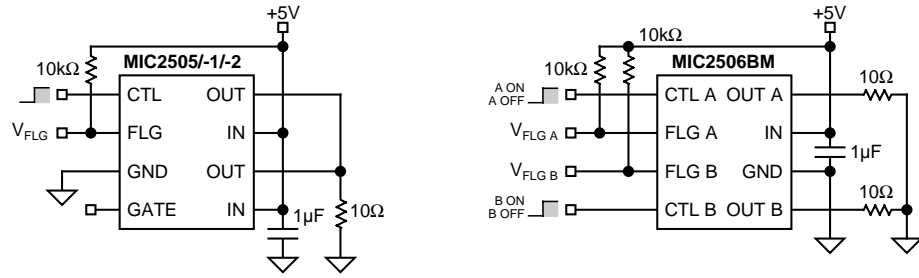 +5V
MIC2505/-1/-2
10kΩ
CTL OUT
V_FLG FLG IN
GND OUT
GATE IN
1µF
10Ω
+5V
10kΩ
MIC2506BM
10kΩ
10Ω
A ON
A OFF
CTL A OUT A
V_FLG A FLG A IN
1µF
V_FLG B FLG B GND
10Ω
B ON
B OFF
CTL B OUT B